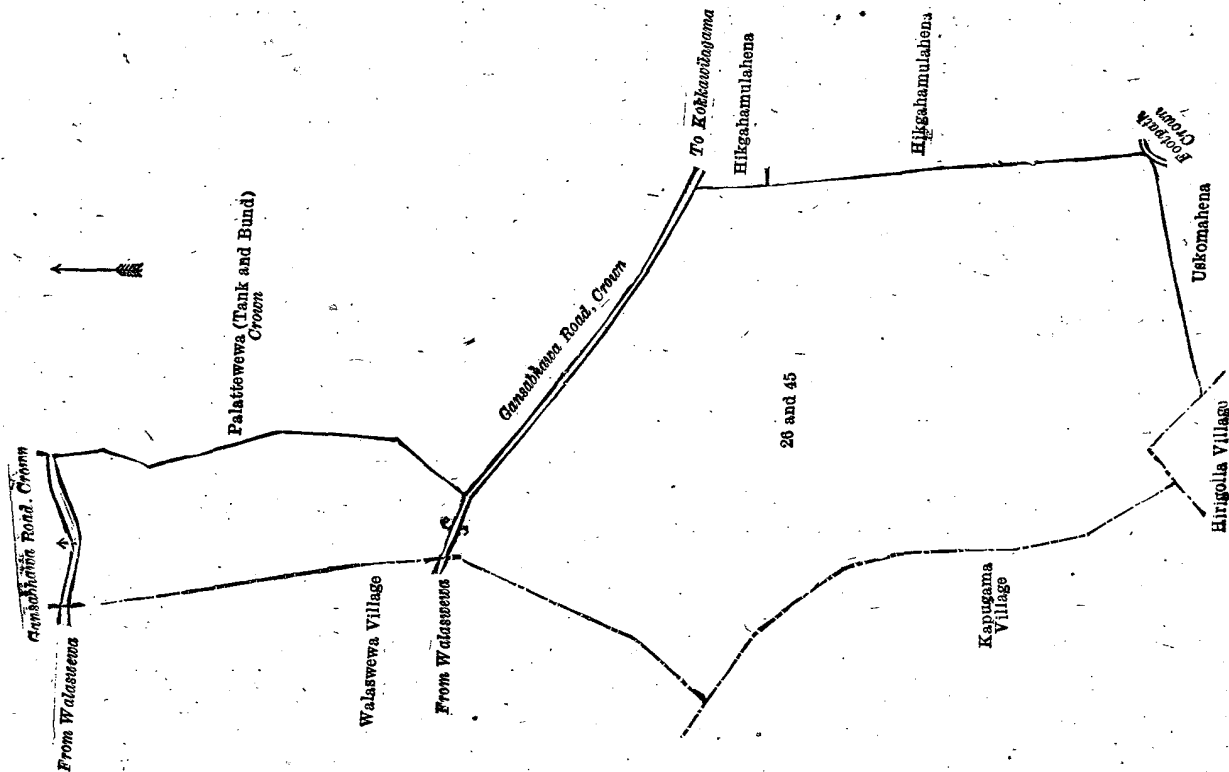 Gansabhawa Road, Crown
From Walaswewa
Palattewewa (Tank and Bund)
Crown
Walaswewa Village
From Walaswewa
Gansabhawa Road, Crown
To Kokkawilagama
Hikgahamulahena
Hikgahamulahena
26 and 45
Kapugama
Village
Footpath
Crown
Uskomahena
Hirigolla Village